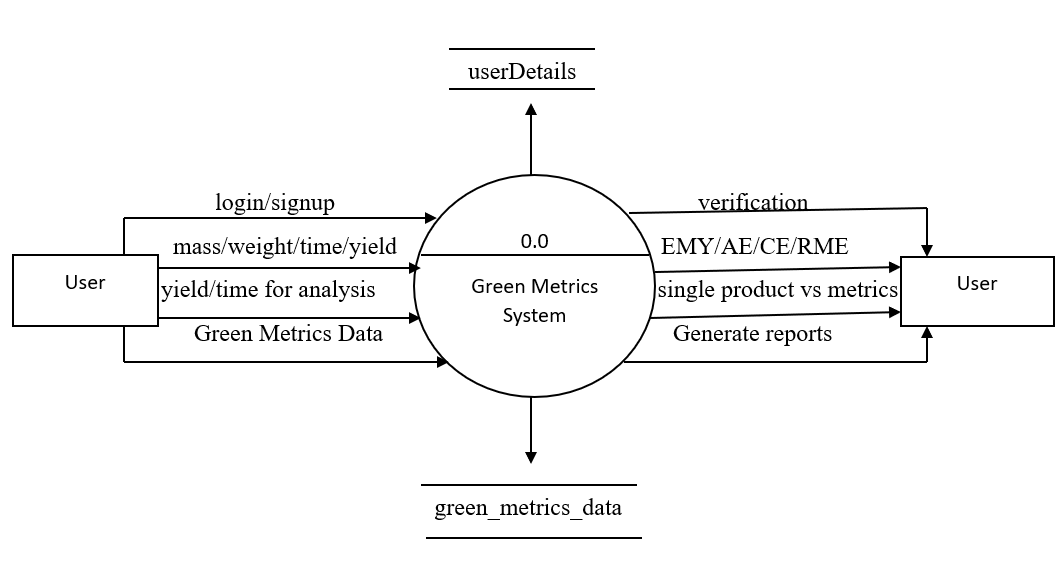 userDetails
login/signup
verification
mass/weight/time/yield
0.0
EMY/AE/CE/RME
User
Green Metrics
System
User
yield/time for analysis
single product vs metrics
Green Metrics Data
Generate reports
green_metrics_data